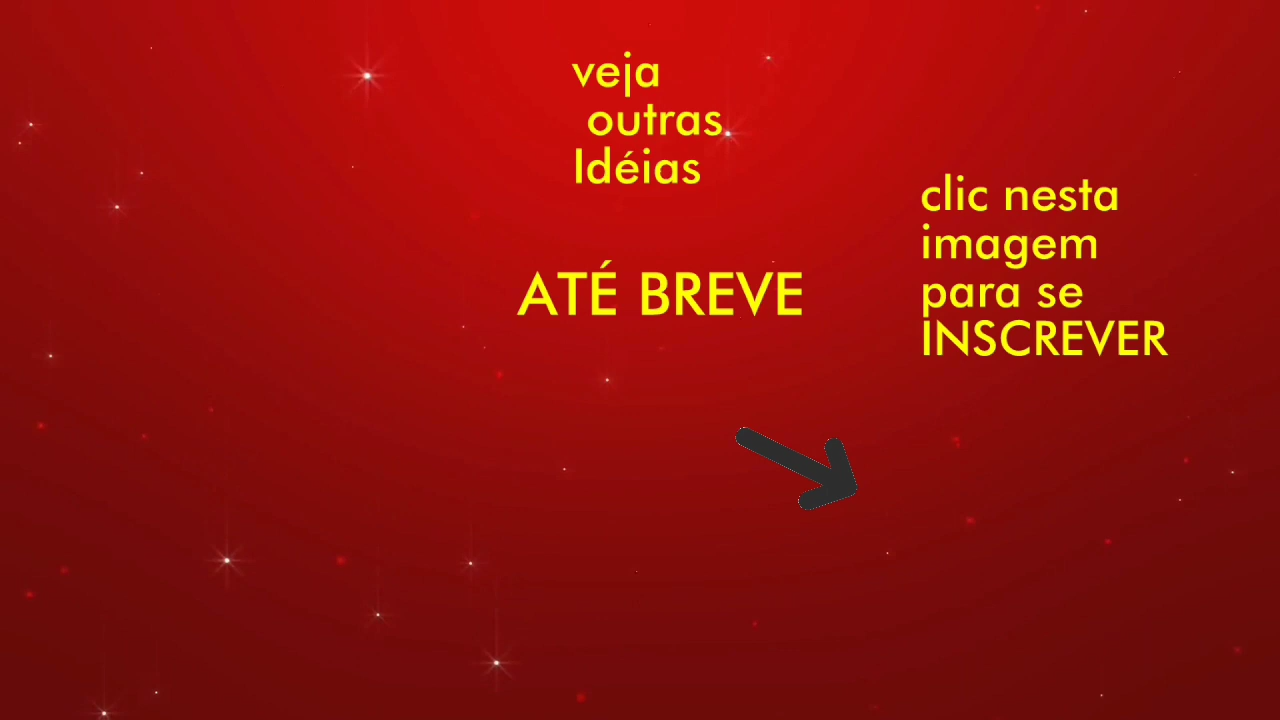 veja
outras
Idéias
ATÉ BREVE
clic nesta
imagem
para se
INSCREVER